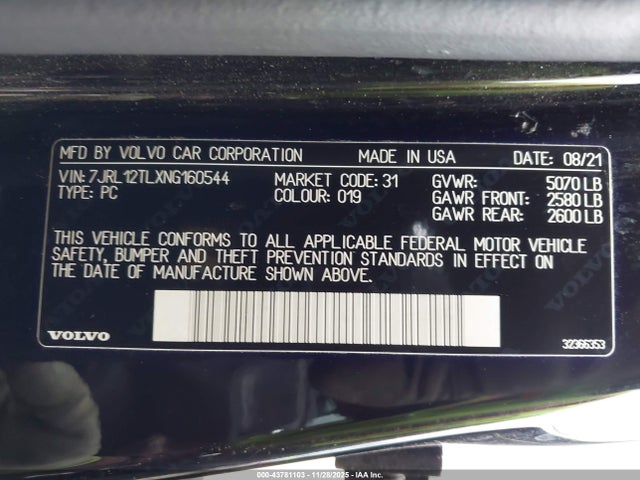 MFD BY VOLVO CAR CORPORATION MADE IN USA DATE: 08/21
VIN: 7JRL12TLXNG160544 MARKET CODE: 31 GVWR: 5070 LB
TYPE: PC COLOUR: 019 GAWR FRONT: 2580 LB
GAWR REAR: 2600 LB
THIS VEHICLE CONFORMS TO ALL APPLICABLE FEDERAL MOTOR VEHICLE
SAFETY, BUMPER AND THEFT PREVENTION STANDARDS IN EFFECT ON
THE DATE OF MANUFACTURE SHOWN ABOVE.
VOLVO 32366353
000-43781103 | 11/28/2025 - IAA Inc.